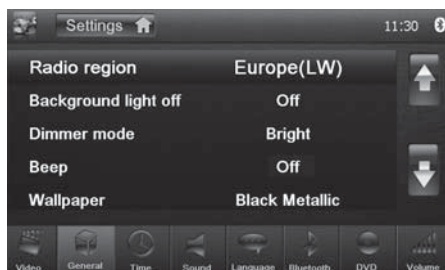 Settings 11:30
Radio region Europe(LW)
Background light off Off
Dimmer mode Bright
Beep Off
Wallpaper Black Metallic
Video General Time Sound Language Bluetooth DVD Volume